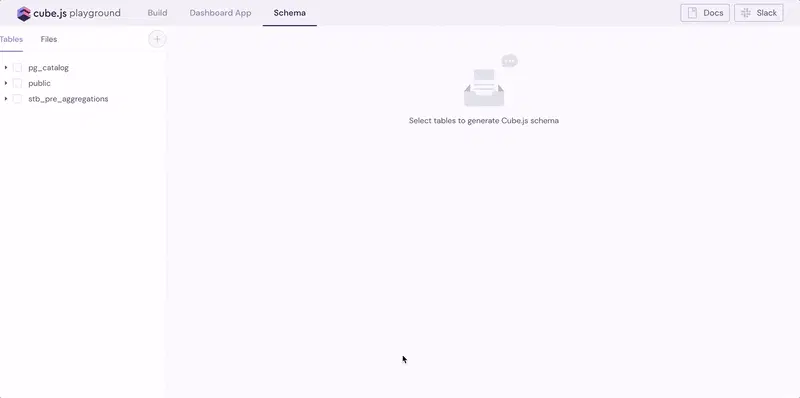 cube.js playground Build Dashboard App Schema Docs Slack
Tables Files
pg_catalog
public
stb_pre_aggregations
Select tables to generate Cube.js schema